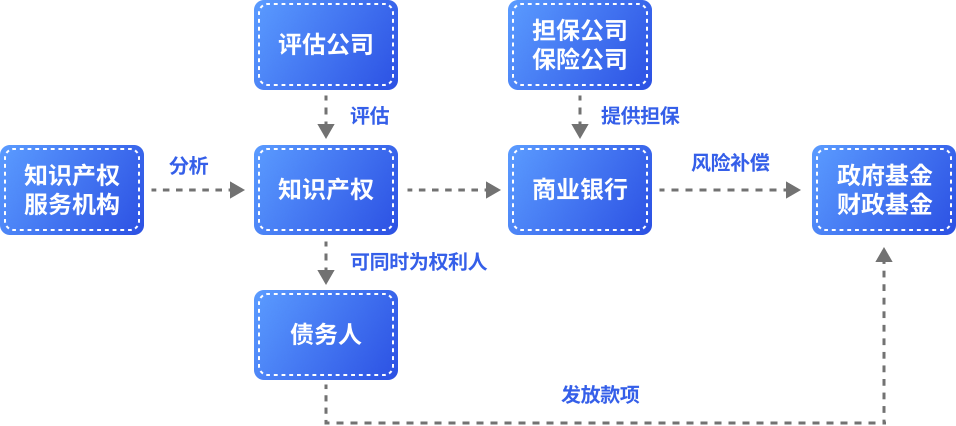 评估公司
担保公司
保险公司
评估
提供担保
知识产权
服务机构
分析
知识产权
商业银行
风险补偿
政府基金
财政基金
可同时为权利人
债务人
发放款项